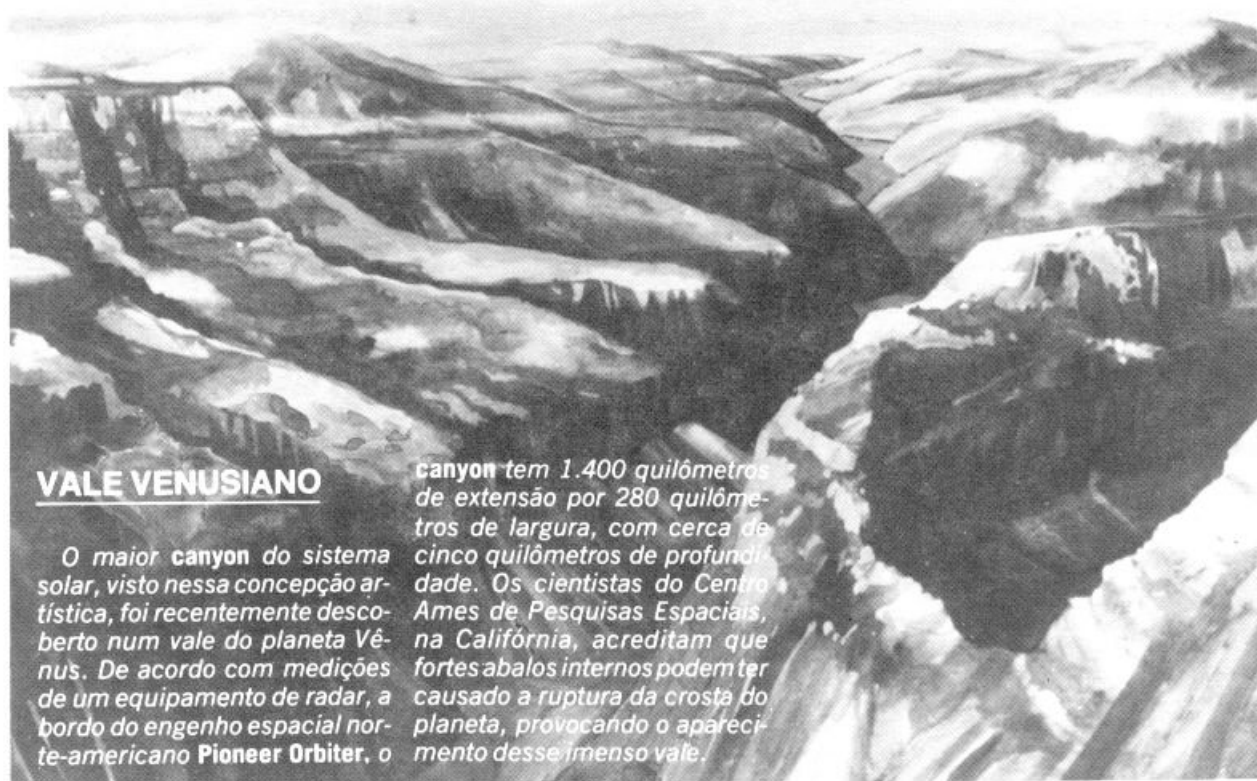 VALE VENUSIANO
O maior canyon do sistema
solar, visto nessa concepção ar-
tística, foi recentemente desco-
berto num vale do planeta Vê-
nus. De acordo com medições
de um equipamento de radar, a
bordo do engenho espacial nor-
te-americano Pioneer Orbiter, o
canyon tem 1.400 quilômetros
de extensão por 280 quilôme-
tros de largura, com cerca de
cinco quilômetros de profundi-
dade. Os cientistas do Centro
Ames de Pesquisas Espaciais,
na Califórnia, acreditam que
fortes abalos internos podem ter
causado a ruptura da crosta do
planeta, provocando o apareci-
mento desse imenso vale.